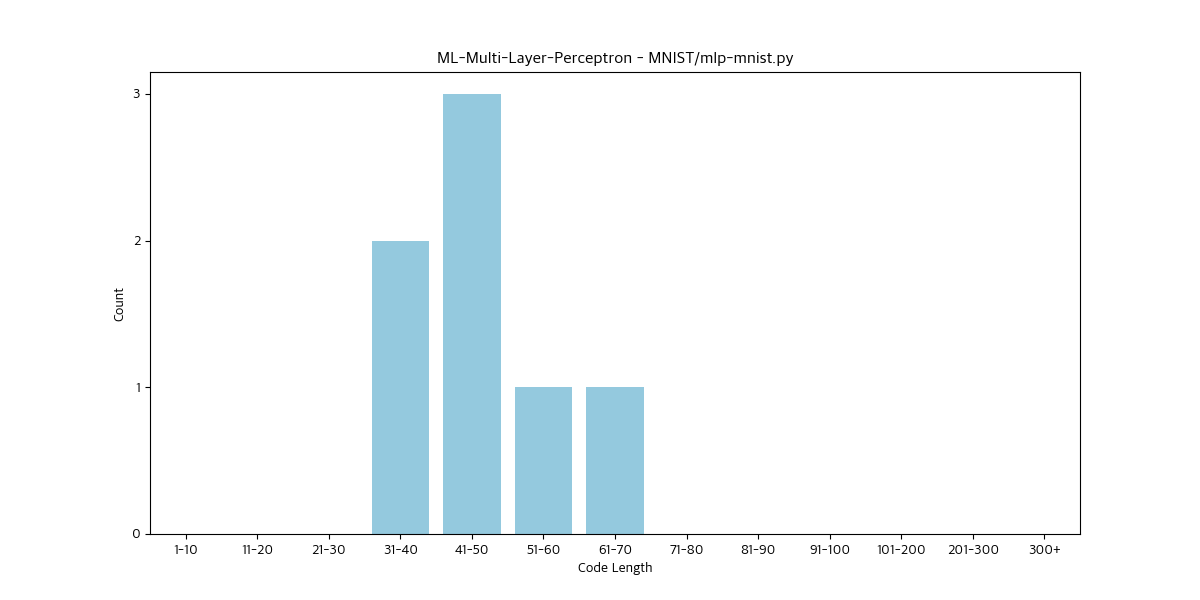 ML-Multi-Layer-Perceptron - MNIST/mlp-mnist.py
3
2
1
0
Count
1-10 11-20 21-30 31-40 41-50 51-60 61-70 71-80 81-90 91-100 101-200 201-300 300+
Code Length